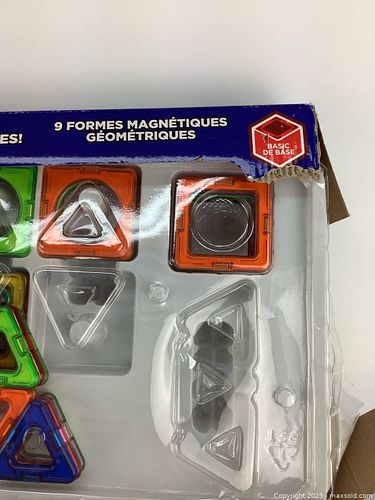 ES!
9 FORMES MAGNÉTIQUES
GÉOMÉTRIQUES
BASIC
DE BASE
Copyright 2025 - maxsold.com